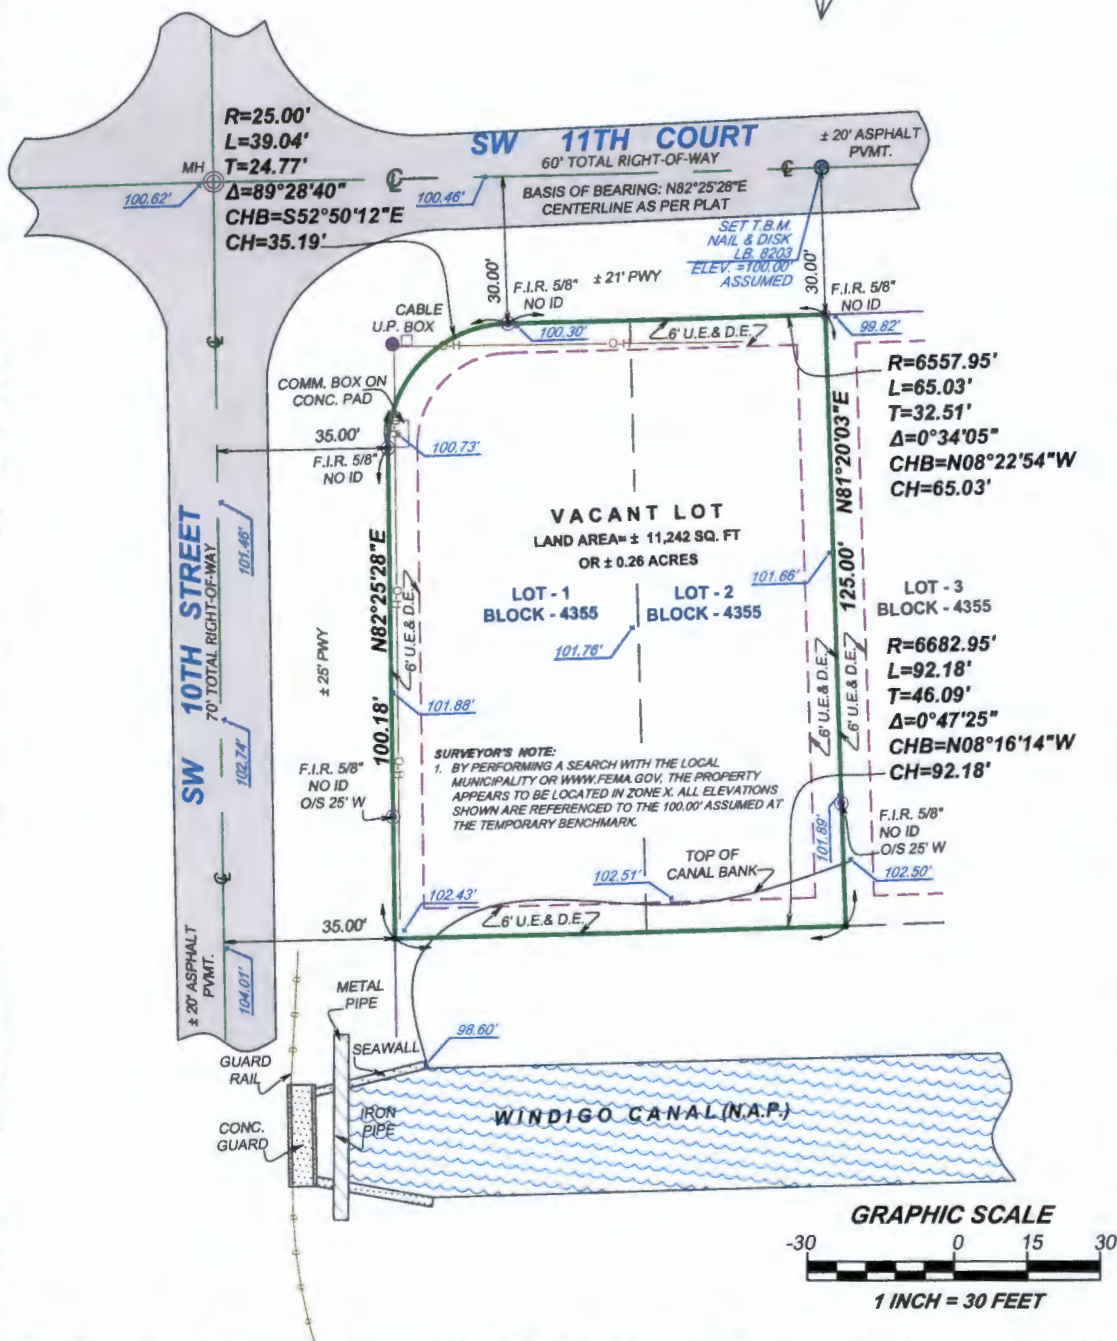 R=25.00'
L=39.04'
T=24.77'
Δ=89°28'40"
CHB=S52°50'12"E
CH=35.19'
MH
100.62'
SW 11TH COURT
60' TOTAL RIGHT-OF-WAY
BASIS OF BEARING: N82°25'28"E
CENTERLINE AS PER PLAT
100.46'
± 20' ASPHALT
PVMT.
SET T.B.M.
NAIL & DISK
LB. 8203
ELEV. =100.00'
ASSUMED
30.00'
30.00'
F.I.R. 5/8"
NO ID
± 21' PWY
F.I.R. 5/8"
NO ID
CABLE
U.P. BOX
100.30'
6' U.E.& D.E.
99.82'
O-H
O-H
R=6557.95'
L=65.03'
T=32.51'
Δ=0°34'05"
CHB=N08°22'54"W
CH=65.03'
COMM. BOX ON
CONC. PAD
35.00'
F.I.R. 5/8"
NO ID
100.73'
N81°20'03"E
125.00'
VACANT LOT
LAND AREA= ± 11,242 SQ. FT
OR ± 0.26 ACRES
LOT - 1
BLOCK - 4355
LOT - 2
BLOCK - 4355
101.66'
101.76'
LOT - 3
BLOCK - 4355
SW 10TH STREET
70' TOTAL RIGHT-OF-WAY
101.46'
102.74'
± 25' PWY
N82°25'28"E
100.18'
6' U.E.& D.E.
O-H
O-H
101.88'
R=6682.95'
L=92.18'
T=46.09'
Δ=0°47'25"
CHB=N08°16'14"W
CH=92.18'
6' U.E.& D.E.
6' U.E.& D.E.
SURVEYOR'S NOTE:
1. BY PERFORMING A SEARCH WITH THE LOCAL
MUNICIPALITY OR WWW.FEMA.GOV, THE PROPERTY
APPEARS TO BE LOCATED IN ZONE X. ALL ELEVATIONS
SHOWN ARE REFERENCED TO THE 100.00' ASSUMED AT
THE TEMPORARY BENCHMARK.
F.I.R. 5/8"
NO ID
O/S 25' W
F.I.R. 5/8"
NO ID
O/S 25' W
101.89'
102.50'
TOP OF
CANAL BANK
102.51'
102.43'
6' U.E.& D.E.
35.00'
± 20' ASPHALT
PVMT.
104.01'
METAL
PIPE
SEAWALL
98.60'
GUARD
RAIL
CONC.
GUARD
IRON
PIPE
WINDIGO CANAL (N.A.P.)
GRAPHIC SCALE
-30 0 15 30
1 INCH = 30 FEET